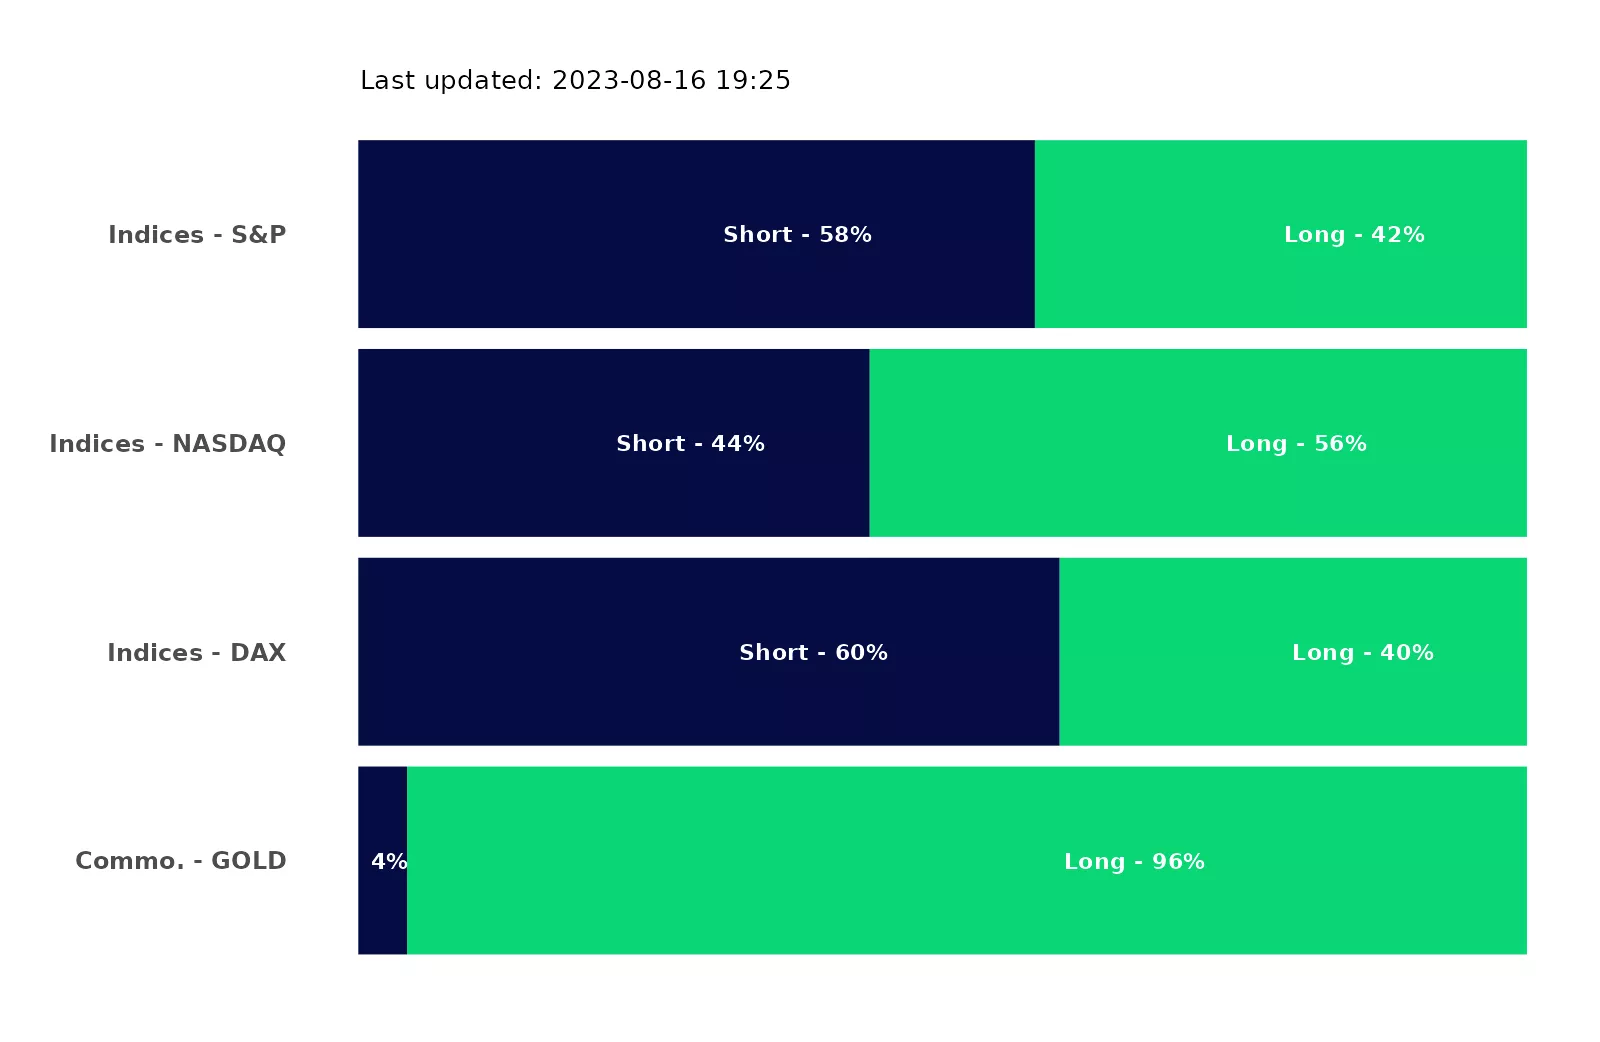 Last updated: 2023-08-16 19:25
Indices - S&P
Short - 58%
Long - 42%
Indices - NASDAQ
Short - 44%
Long - 56%
Indices - DAX
Short - 60%
Long - 40%
Commo. - GOLD
4%
Long - 96%